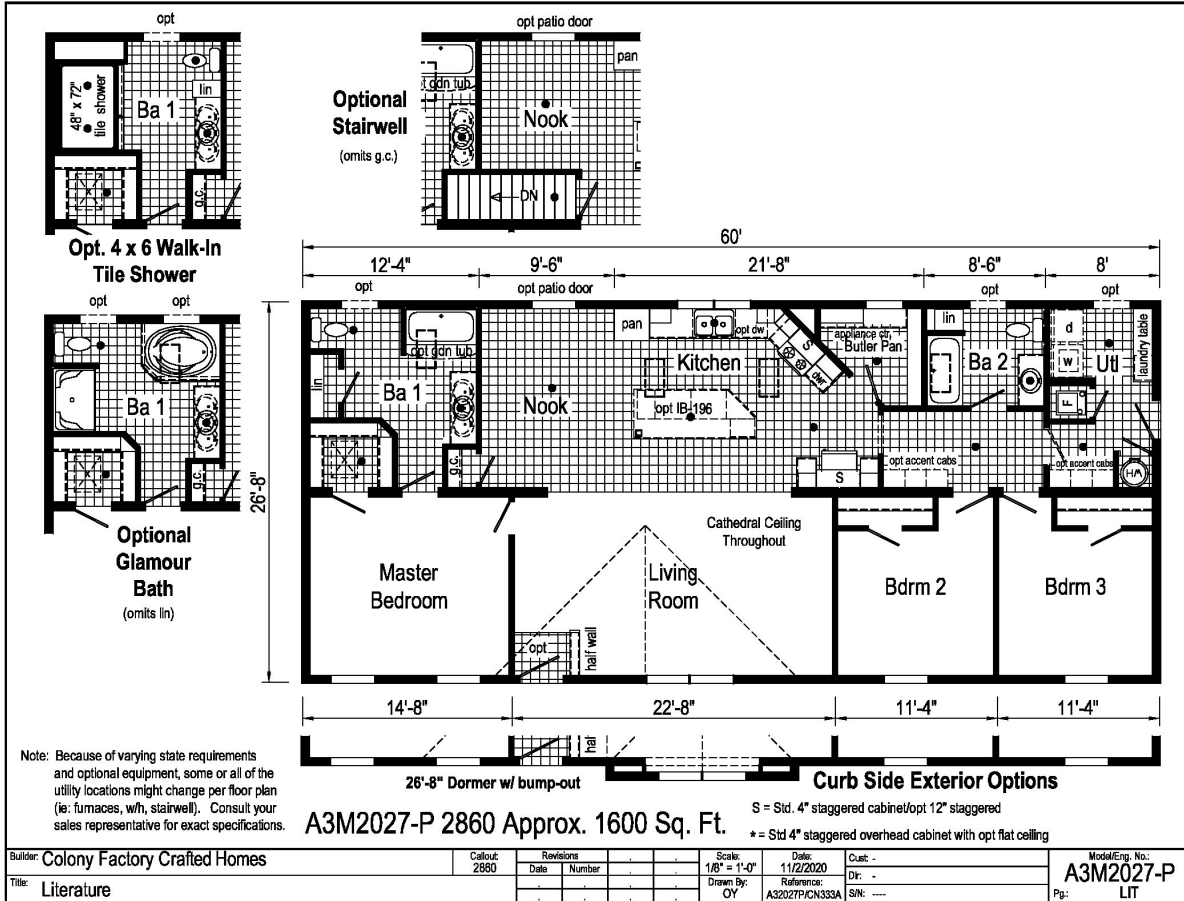 opt
48" x 72"
tile shower
Ba 1
lin
g.c.
Opt. 4 x 6 Walk-In
Tile Shower
opt patio door
pan
opt gdn tub
Optional
Stairwell
(omits g.c.)
Nook
DN
opt
opt
Ba 1
g.c.
Optional
Glamour
Bath
(omits lin)
60'
12'-4"
9'-6"
21'-8"
8'-6"
8'
opt
opt patio door
opt
opt
26'-8"
pan
opt dw
S
dwr
appliance ctr.
Butler Pan
lin
d
w
laundry table
opt gdn tub
lin
Ba 1
Nook
Kitchen
opt IB-196
Ba 2
Utl
F
g.c.
S
opt accent cabs
opt accent cabs
Cathedral Ceiling
Throughout
Master
Bedroom
Living
Room
Bdrm 2
Bdrm 3
opt
half wall
14'-8"
22'-8"
11'-4"
11'-4"
half
26'-8" Dormer w/ bump-out
Curb Side Exterior Options
Note: Because of varying state requirements
and optional equipment, some or all of the
utility locations might change per floor plan
(ie: furnaces, w/h, stairwell). Consult your
sales representative for exact specifications.
A3M2027-P 2860 Approx. 1600 Sq. Ft.
S = Std. 4" staggered cabinet/opt 12" staggered
* = Std 4" staggered overhead cabinet with opt flat ceiling
Builder: Colony Factory Crafted Homes
Title: Literature
Callout:
2860
Revisions
Date Number
Scale:
1/8" = 1'-0"
Drawn By:
OY
Date:
11/2/2020
Reference:
A32027P/CN333A
Cust: -
Dir: -
S/N: ----
Model/Eng. No.:
A3M2027-P
Pg.: LIT